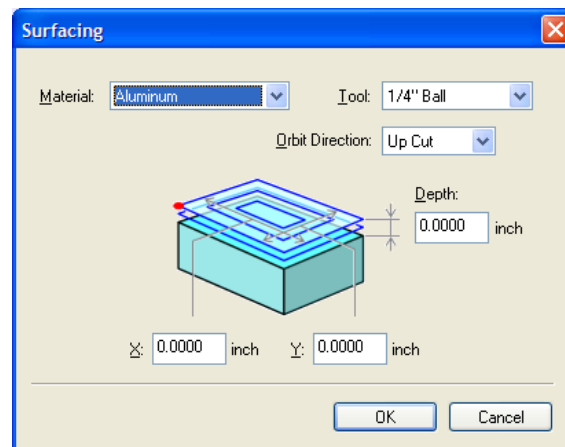 Surfacing
Material: Aluminum Tool: 1/4" Ball
Orbit Direction: Up Cut
Depth:
0.0000 inch
X: 0.0000 inch Y: 0.0000 inch
OK Cancel